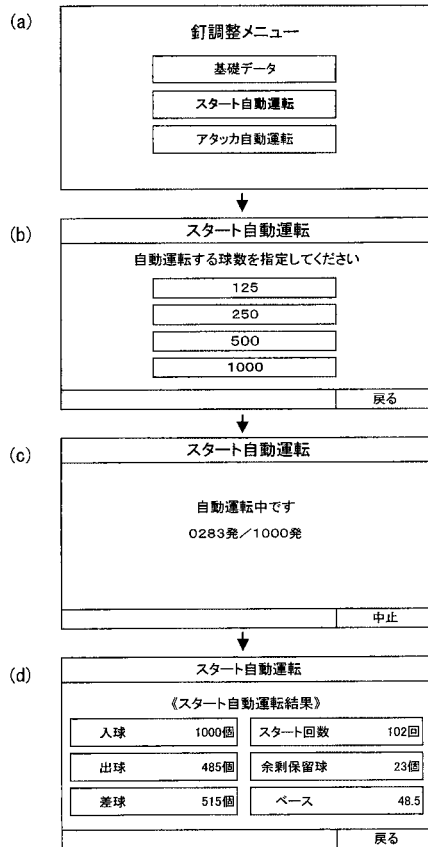 (a)
釘調整メニュー
基礎データ
スタート自動運転
アタッカ自動運転
(b)
スタート自動運転
自動運転する球数を指定してください
125
250
500
1000
戻る
(c)
スタート自動運転
自動運転中です
0283発／1000発
中止
(d)
スタート自動運転
《スタート自動運転結果》
入球 1000個 スタート回数 102回
出球 485個 余剰保留球 23個
差球 515個 ベース 48.5
戻る